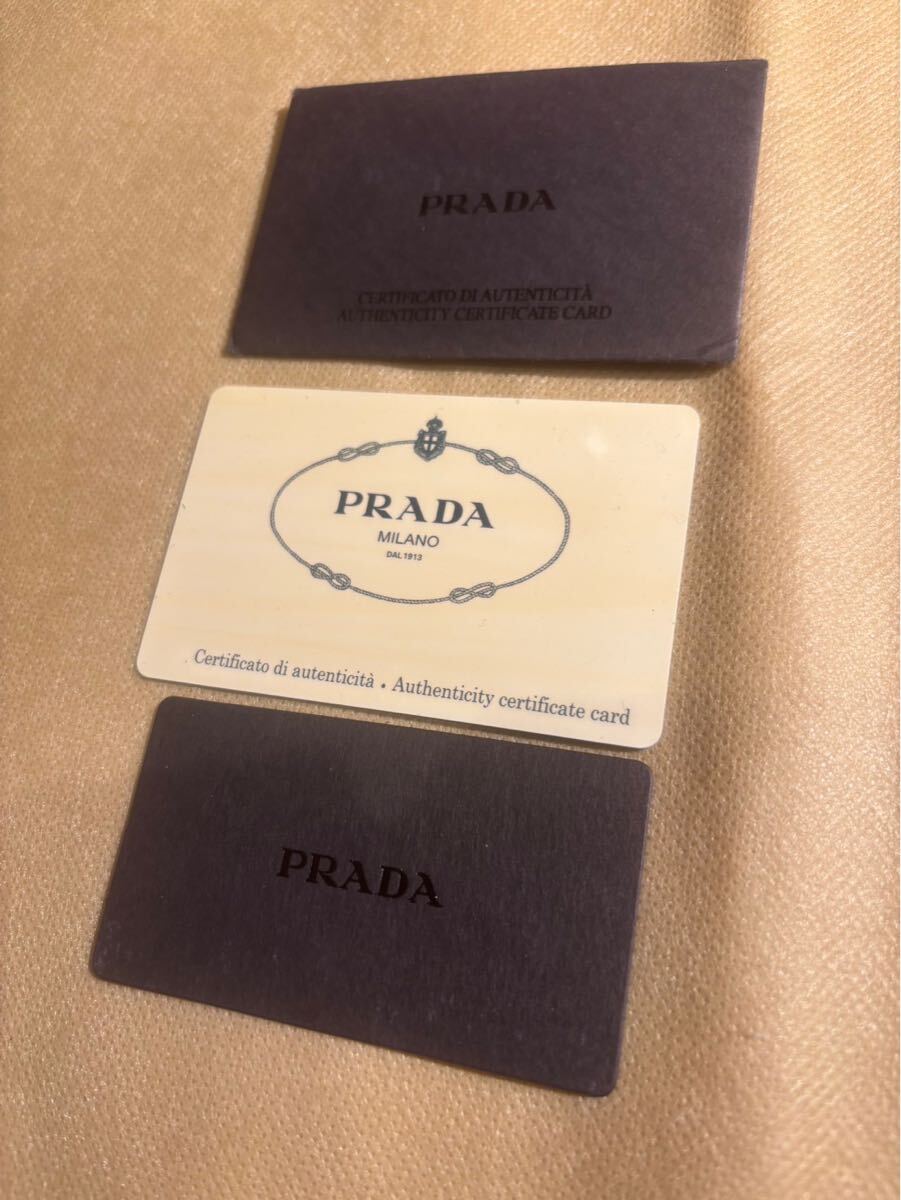 PRADA
CERTIFICATO DI AUTENTICITÀ
AUTHENTICITY CERTIFICATE CARD
PRADA
MILANO
DAL 1913
Certificato di autenticità • Authenticity certificate card
PRADA